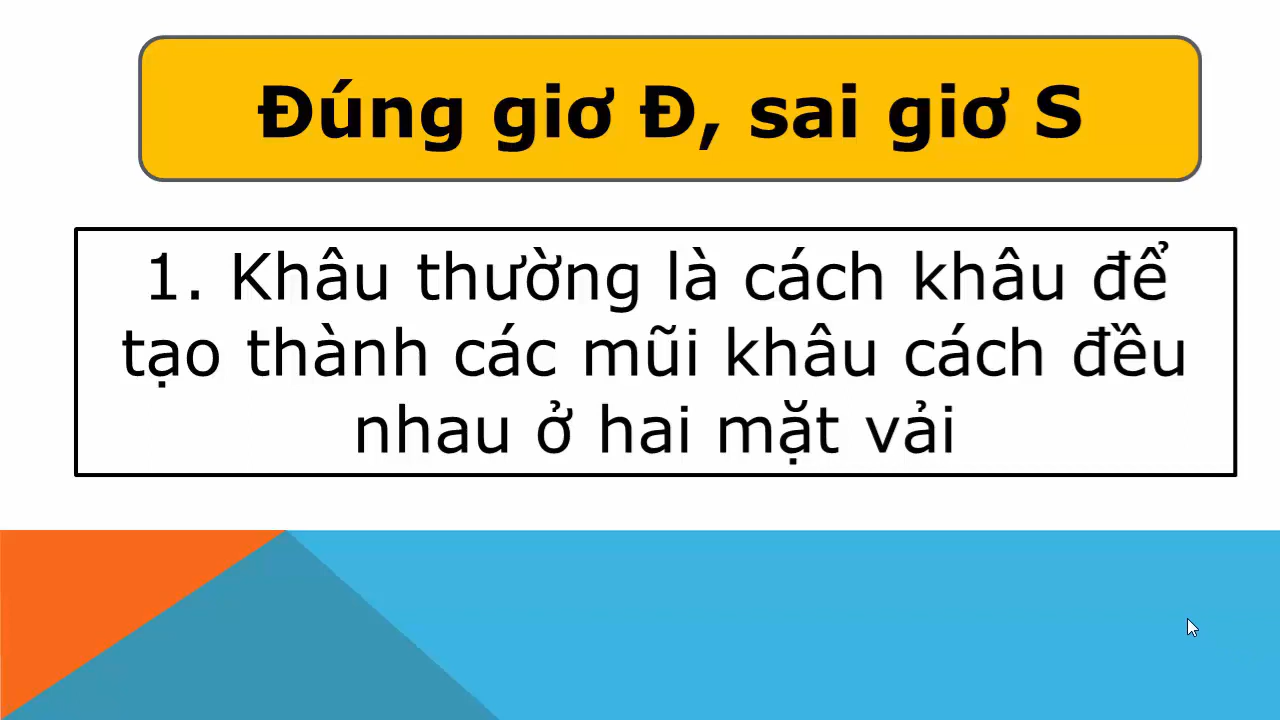 Đúng giơ Đ, sai giơ S
1. Khâu thường là cách khâu để
tạo thành các mũi khâu cách đều
nhau ở hai mặt vải